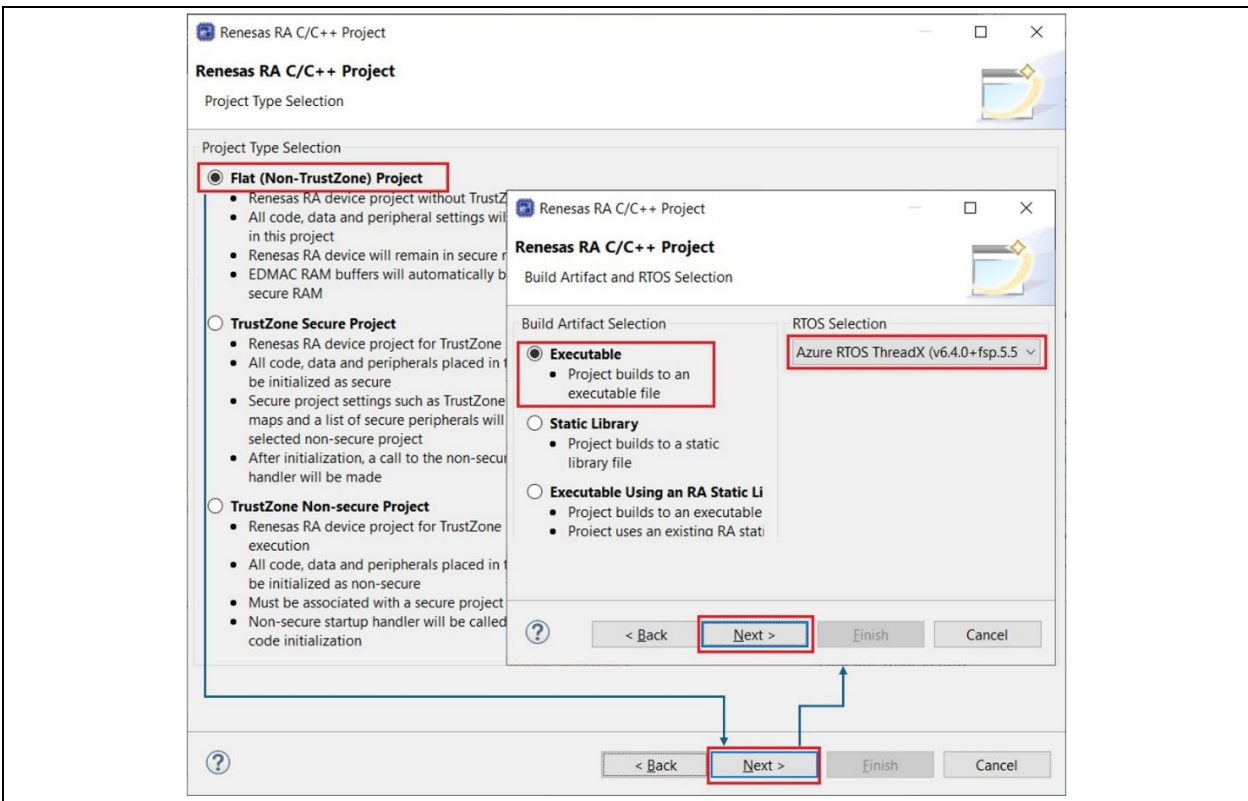 Renesas RA C/C++ Project
Renesas RA C/C++ Project
Project Type Selection
Project Type Selection
Flat (Non-TrustZone) Project
• Renesas RA device project without
• All code, data and peripheral settings
in this project
• Renesas RA device will remain in secure
• EDMAC RAM buffers will automatically
secure RAM
TrustZone Secure Project
• Renesas RA device project for TrustZone
• All code, data and peripherals placed in
be initialized as secure
• Secure project settings such as TrustZone
maps and a list of secure peripherals will
selected non-secure project
• After initialization, a call to the
handler will be made
TrustZone Non-secure Project
• Renesas RA device project for TrustZone
execution
• All code, data and peripherals placed in
be initialized as non-secure
• Must be associated with a secure project
• Non-secure startup handler will be called
code initialization
Renesas RA C/C++ Project
Renesas RA C/C++ Project
Build Artifact and RTOS Selection
Build Artifact Selection
Executable
• Project builds to an
executable file
Static Library
• Project builds to a static
library file
Executable Using an RA Static
• Project builds to an executable
• Project uses an existing RA
RTOS Selection
Azure RTOS ThreadX (v6.4.0+fsp.5.5
?
< Back
Next >
Finish
Cancel
?
< Back
Next >
Finish
Cancel